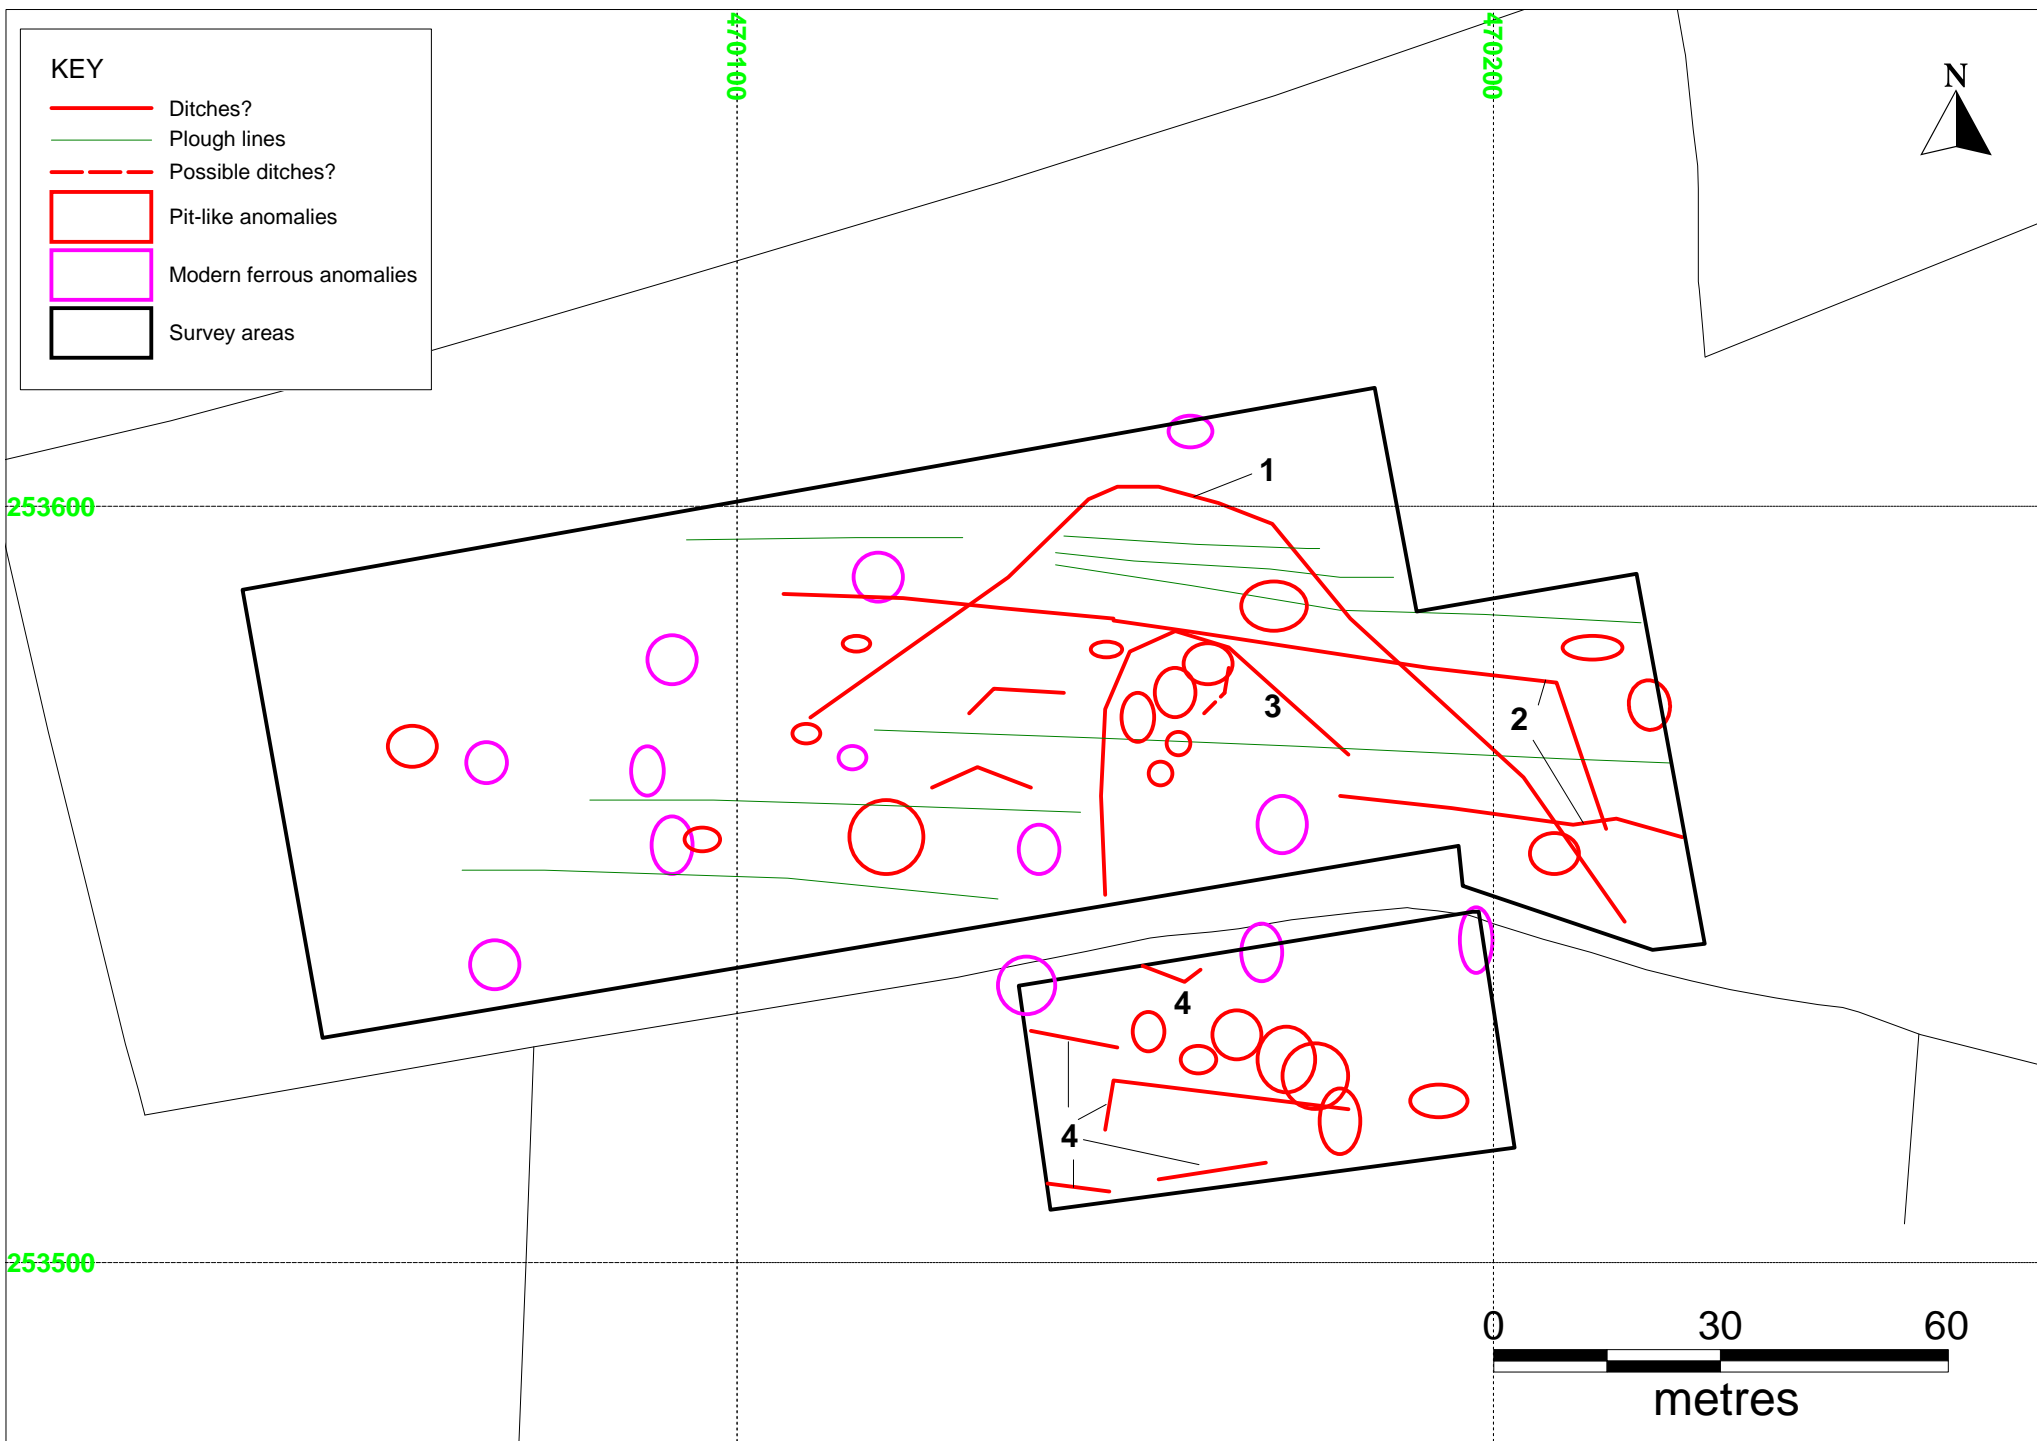 KEY
Ditches?
Plough lines
Possible ditches?
Pit-like anomalies
Modern ferrous anomalies
Survey areas
470100
470200
N
1
253600
3
2
4
4
253500
0 30 60
metres